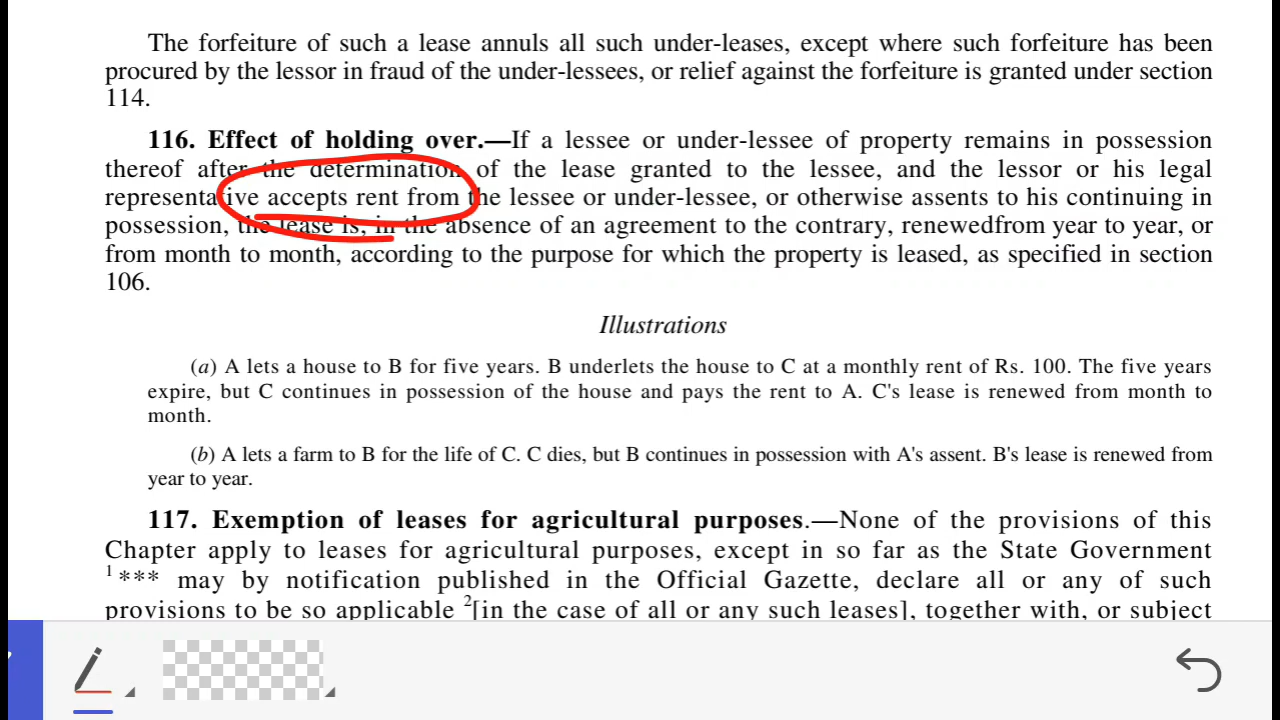 The forfeiture of such a lease annuls all such under-leases, except where such forfeiture has been
procured by the lessor in fraud of the under-lessees, or relief against the forfeiture is granted under section
114.
116. Effect of holding over.—If a lessee or under-lessee of property remains in possession
thereof after the determination of the lease granted to the lessee, and the lessor or his legal
representative accepts rent from the lessee or under-lessee, or otherwise assents to his continuing in
possession, the lease is, in the absence of an agreement to the contrary, renewedfrom year to year, or
from month to month, according to the purpose for which the property is leased, as specified in section
106.
Illustrations
(a) A lets a house to B for five years. B underlets the house to C at a monthly rent of Rs. 100. The five years
expire, but C continues in possession of the house and pays the rent to A. C's lease is renewed from month to
month.
(b) A lets a farm to B for the life of C. C dies, but B continues in possession with A's assent. B's lease is renewed from
year to year.
117. Exemption of leases for agricultural purposes.—None of the provisions of this
Chapter apply to leases for agricultural purposes, except in so far as the State Government
1*** may by notification published in the Official Gazette, declare all or any of such
provisions to be so applicable 2[in the case of all or any such leases], together with, or subject